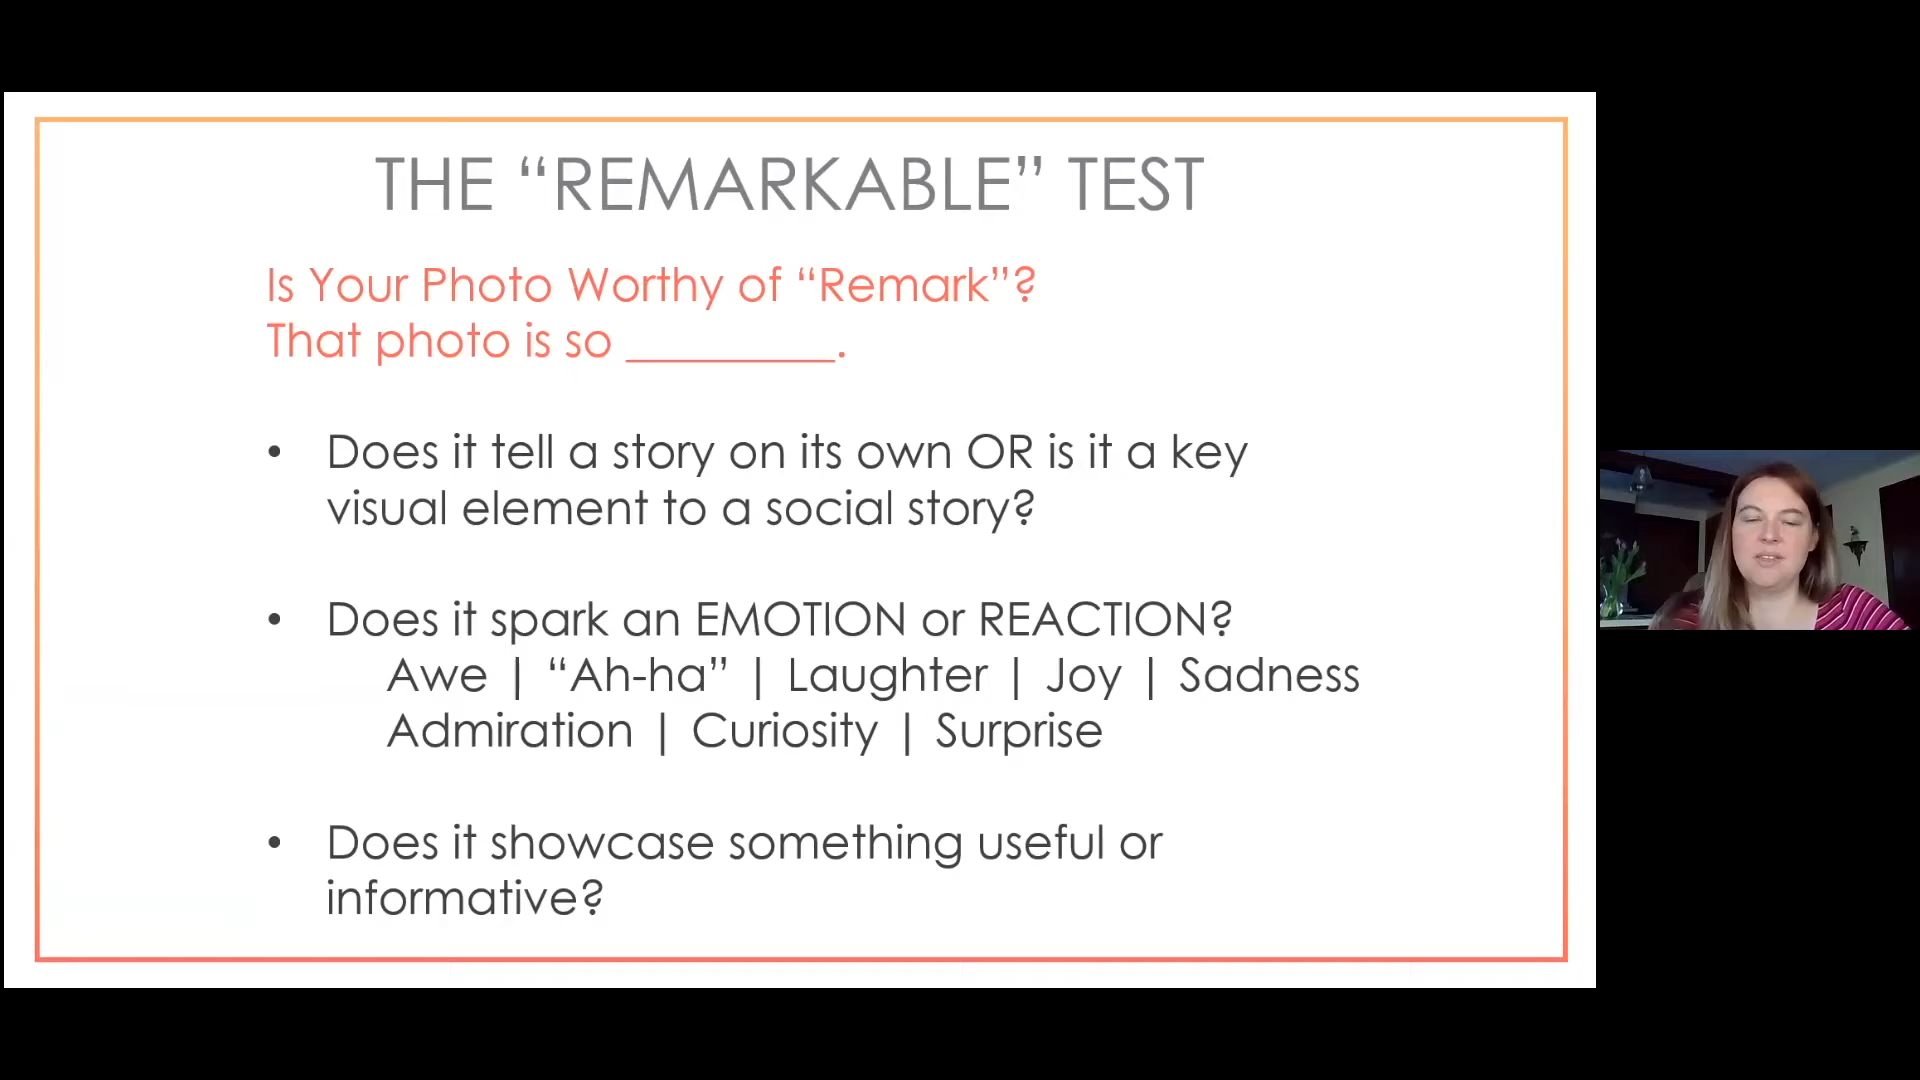 THE “REMARKABLE” TEST
Is Your Photo Worthy of “Remark”?
That photo is so _________.
• Does it tell a story on its own OR is it a key
visual element to a social story?
• Does it spark an EMOTION or REACTION?
Awe | “Ah-ha” | Laughter | Joy | Sadness
Admiration | Curiosity | Surprise
• Does it showcase something useful or
informative?